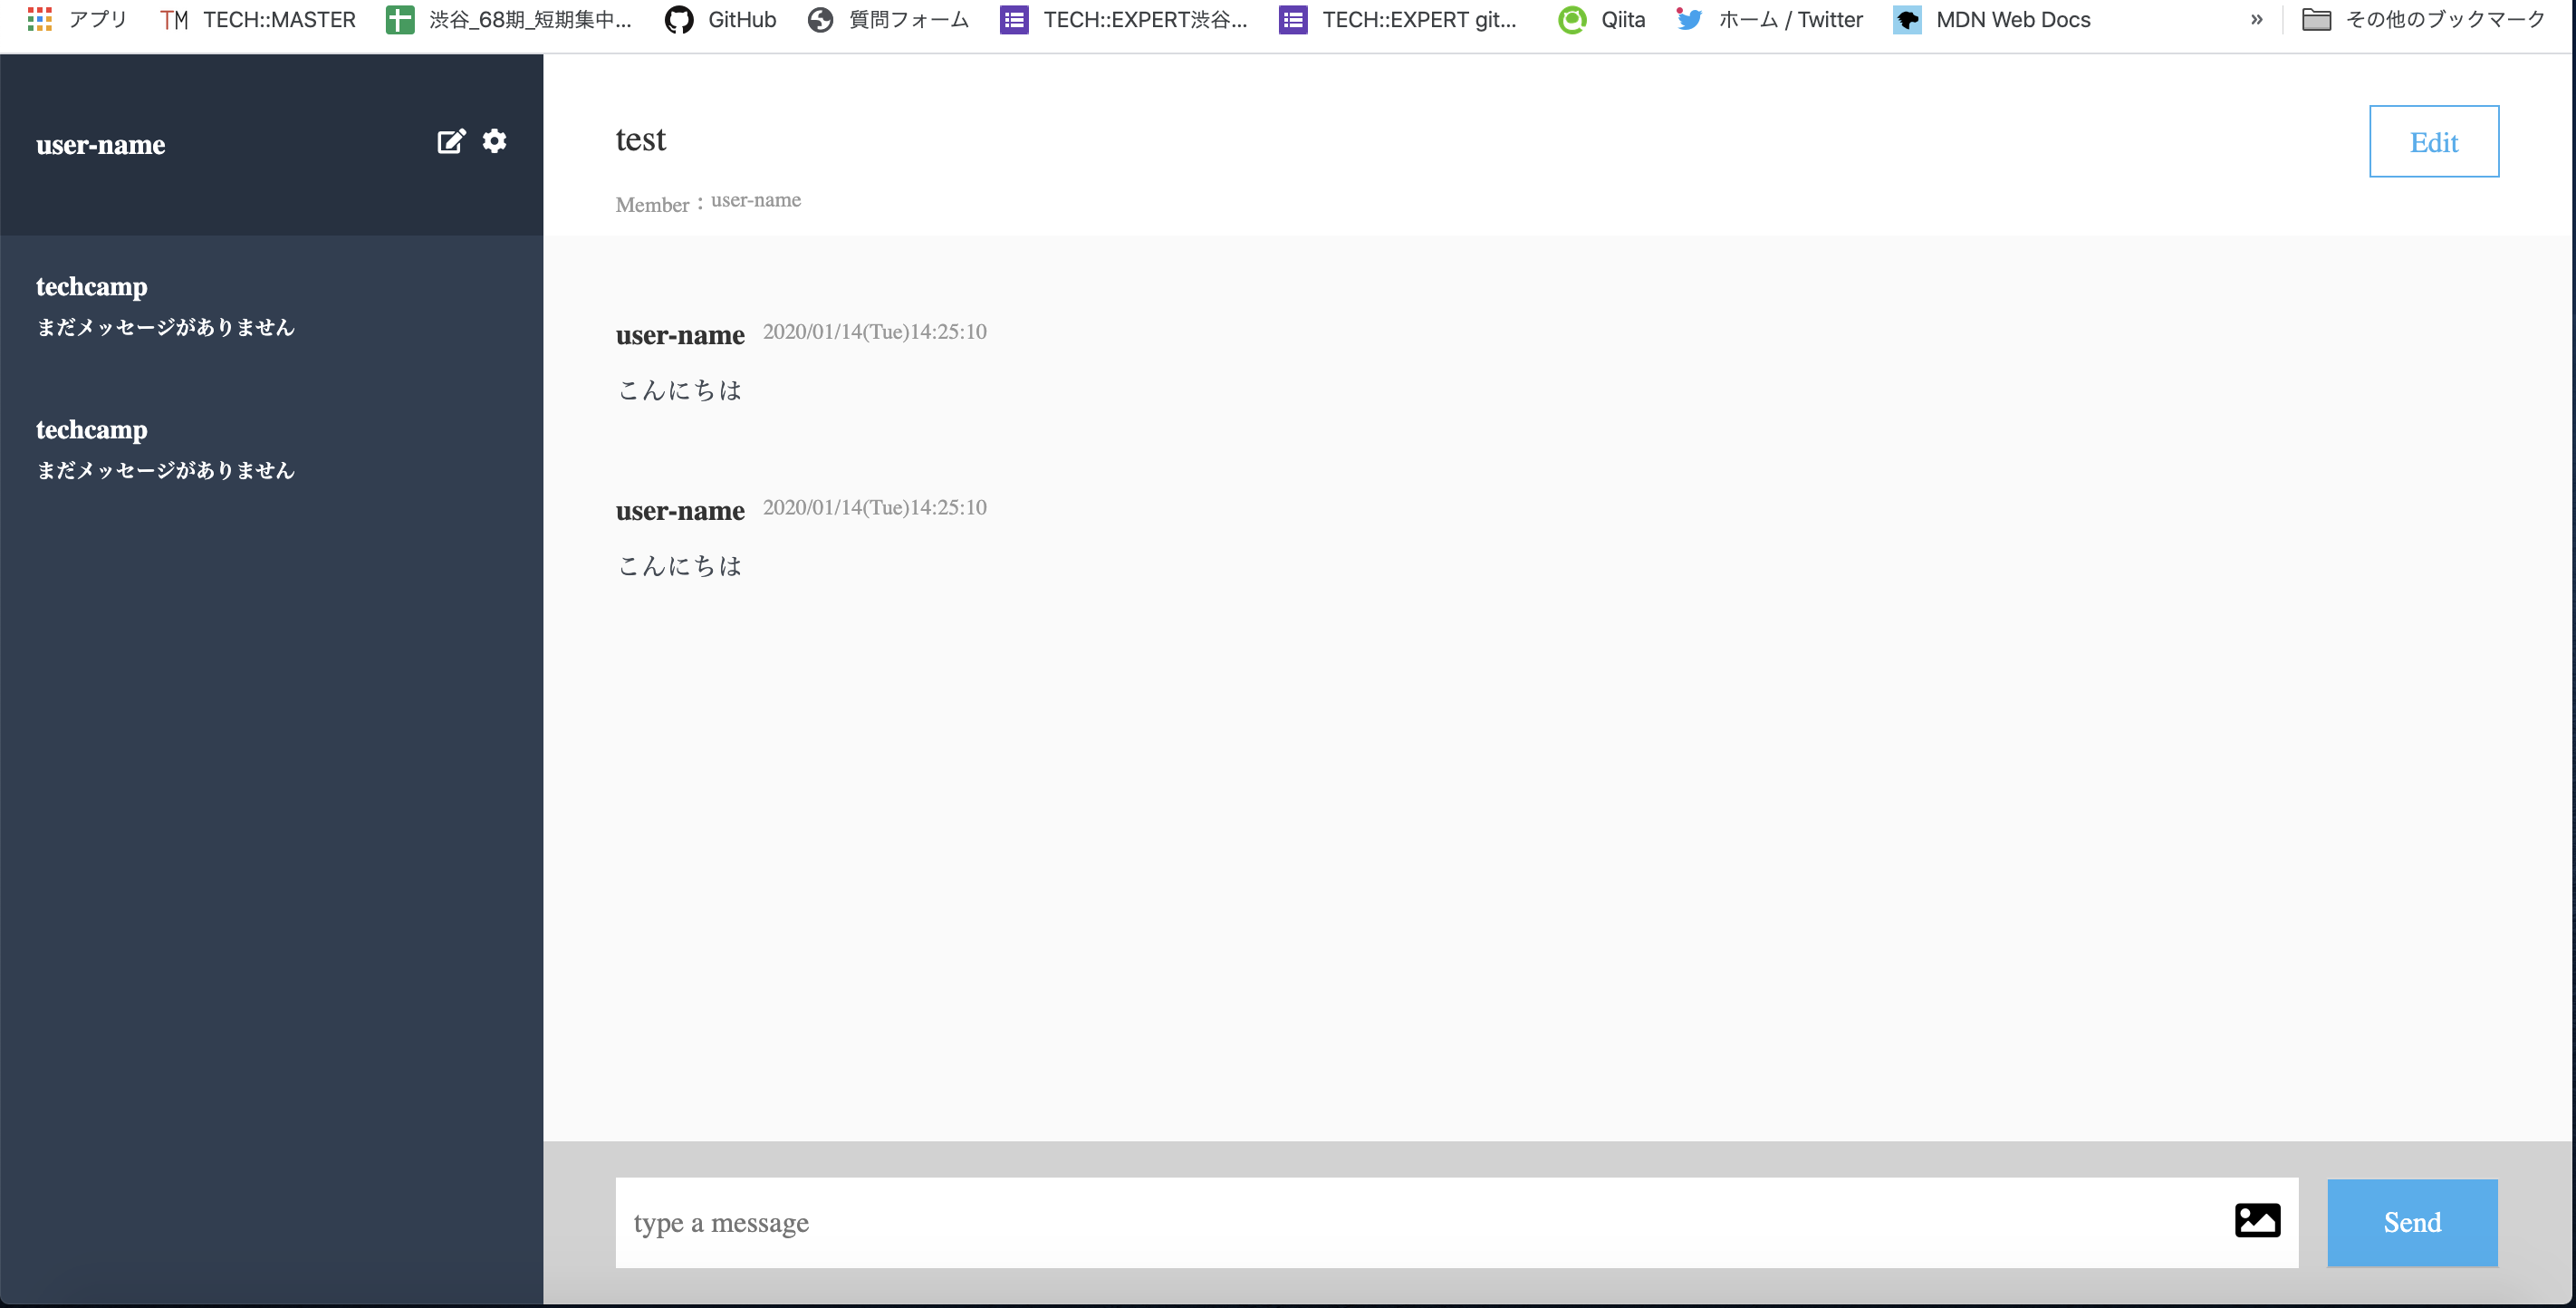 アプリ TM TECH::MASTER 渋谷_68期_短期集中... GitHub 質問フォーム TECH::EXPERT渋谷... TECH::EXPERT git... Qiita ホーム / Twitter MDN Web Docs » その他のブックマーク
user-name
techcamp
まだメッセージがありません
techcamp
まだメッセージがありません
test
Edit
Member：user-name
user-name 2020/01/14(Tue)14:25:10
こんにちは
user-name 2020/01/14(Tue)14:25:10
こんにちは
type a message
Send